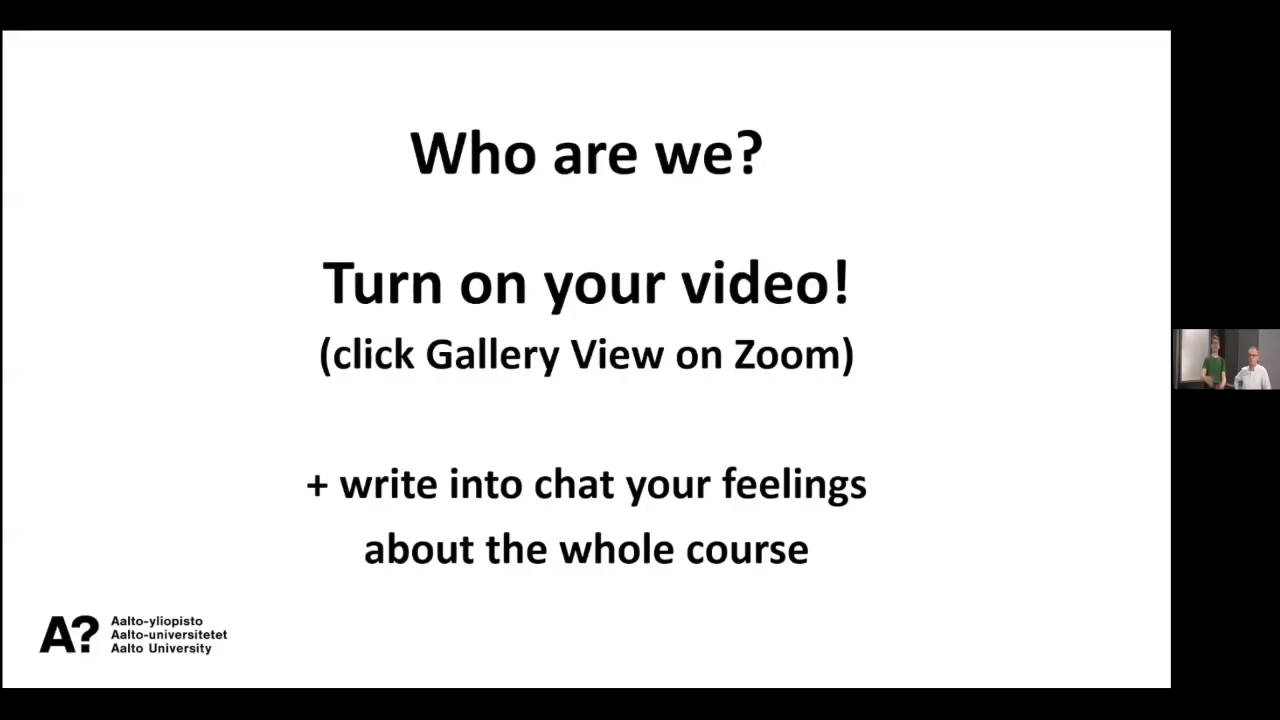 Who are we?
Turn on your video!
(click Gallery View on Zoom)
+ write into chat your feelings
about the whole course
A?
Aalto-yliopisto
Aalto-universitetet
Aalto University